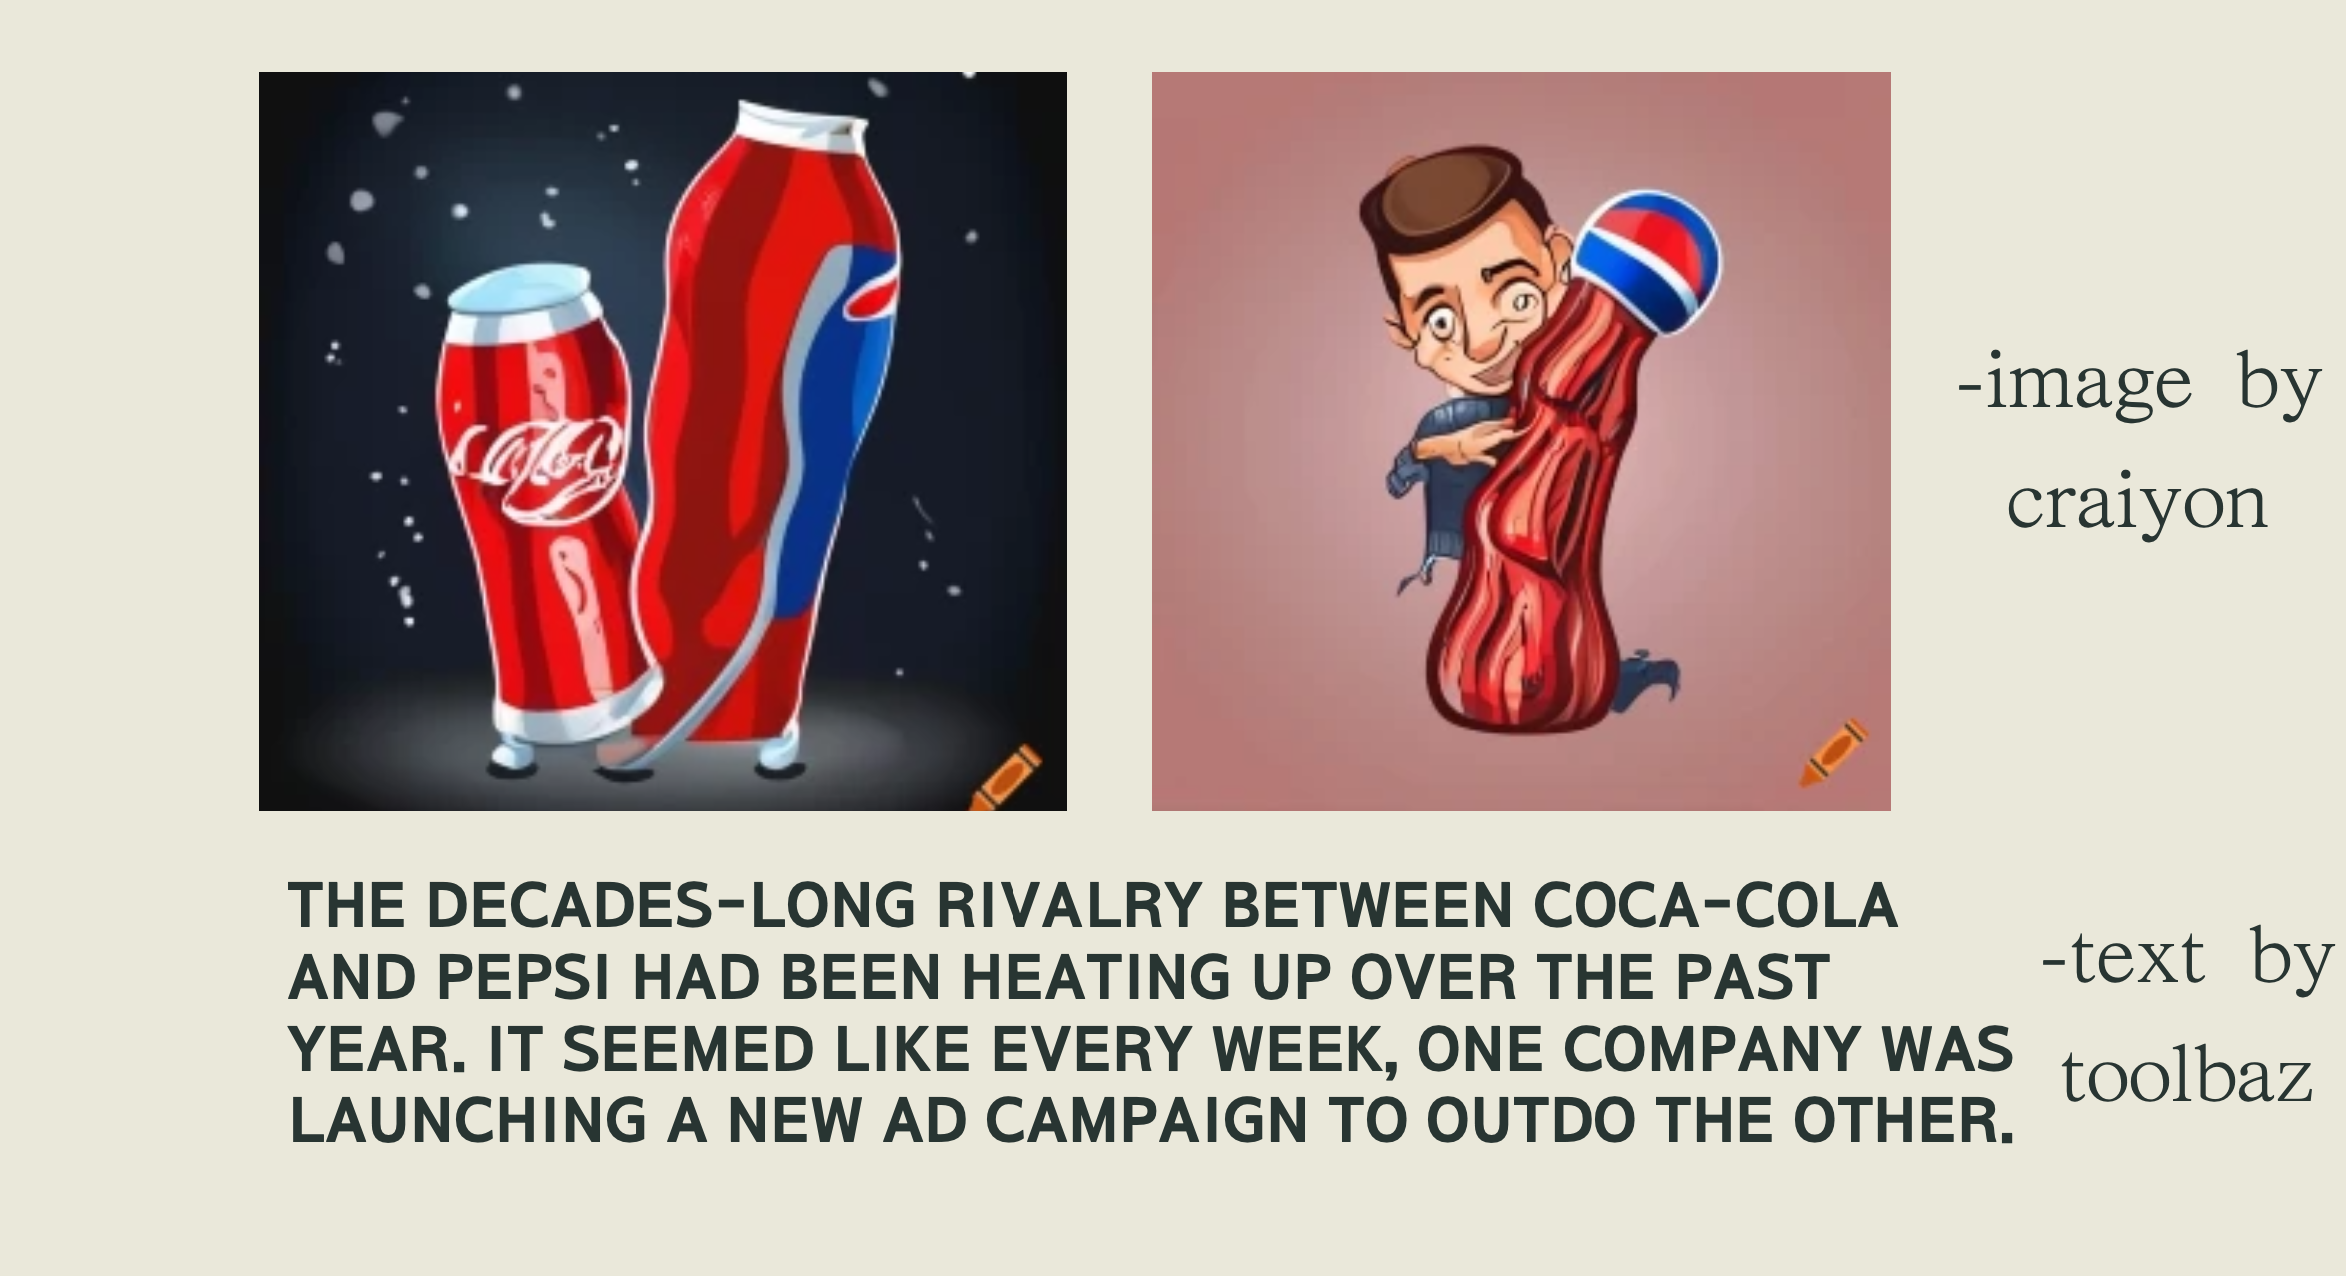 -image by
craiyon
THE DECADES-LONG RIVALRY BETWEEN COCA-COLA
AND PEPSI HAD BEEN HEATING UP OVER THE PAST
YEAR. IT SEEMED LIKE EVERY WEEK, ONE COMPANY WAS
LAUNCHING A NEW AD CAMPAIGN TO OUTDO THE OTHER.
-text by
toolbaz